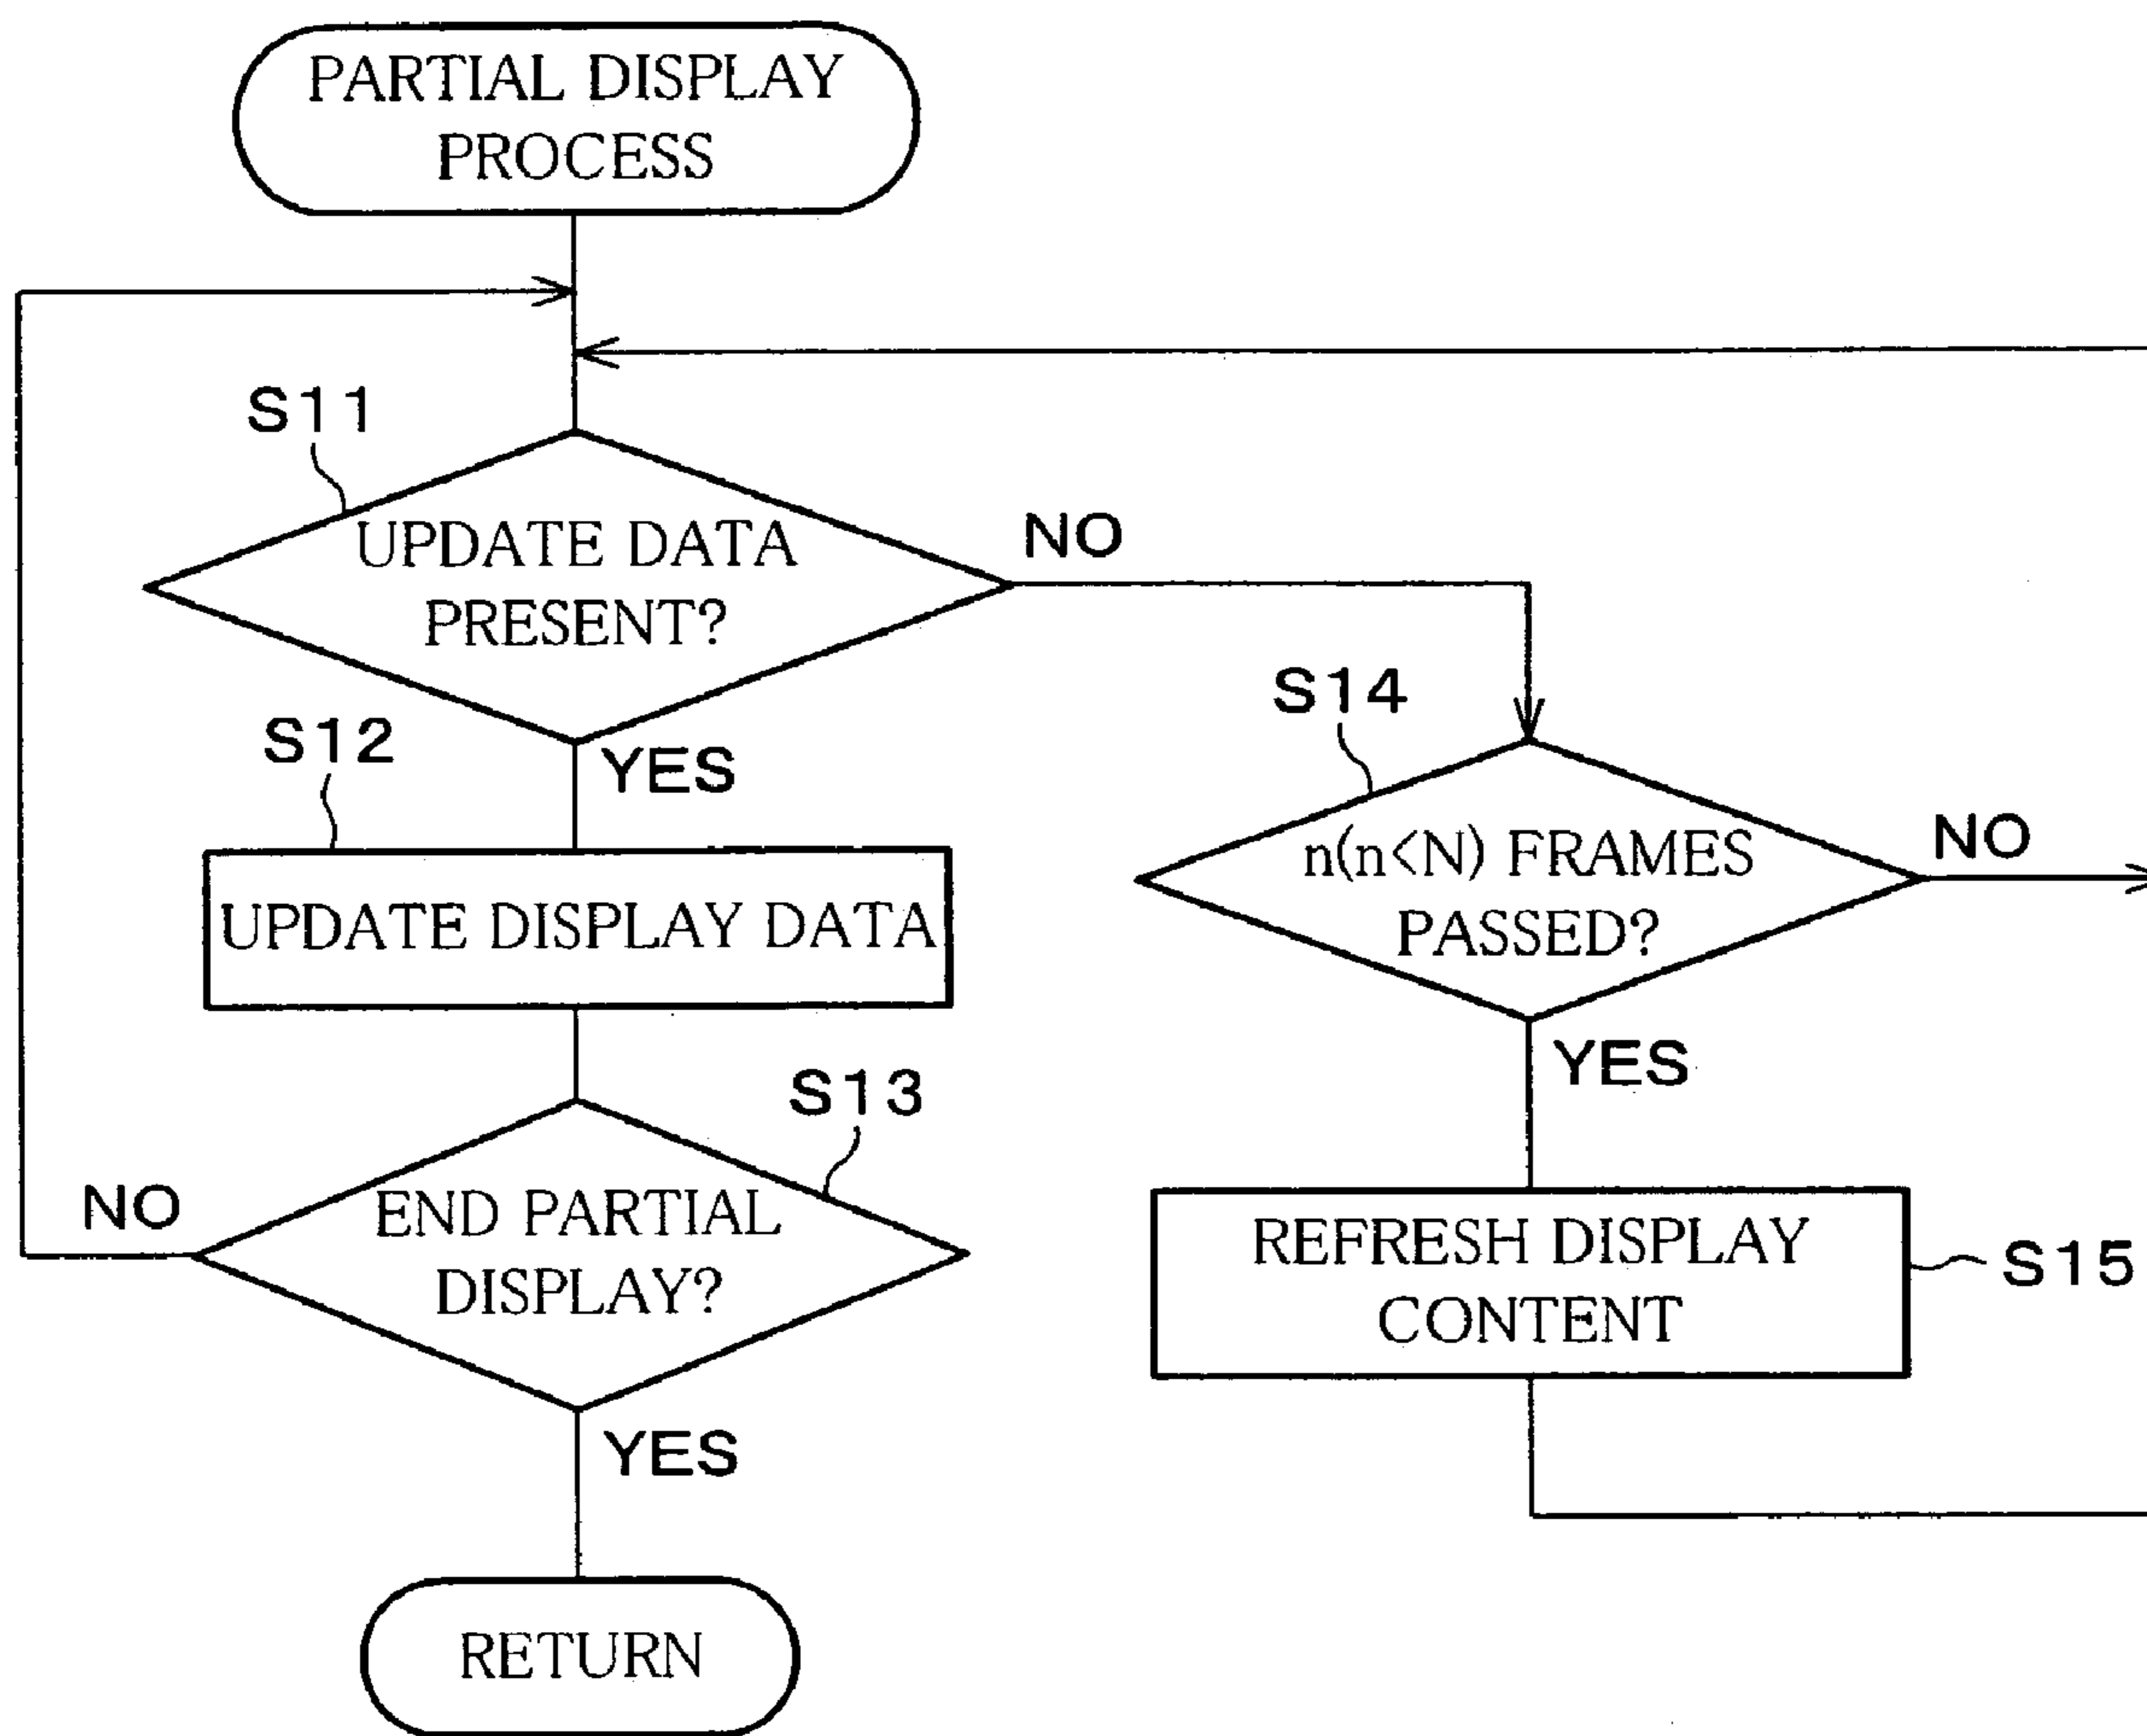 PARTIAL DISPLAY
PROCESS
S11
UPDATE DATA
PRESENT?
NO
YES
S12
UPDATE DISPLAY DATA
S13
END PARTIAL
DISPLAY?
NO
YES
RETURN
S14
n(n<N) FRAMES
PASSED?
NO
YES
REFRESH DISPLAY
CONTENT
S15